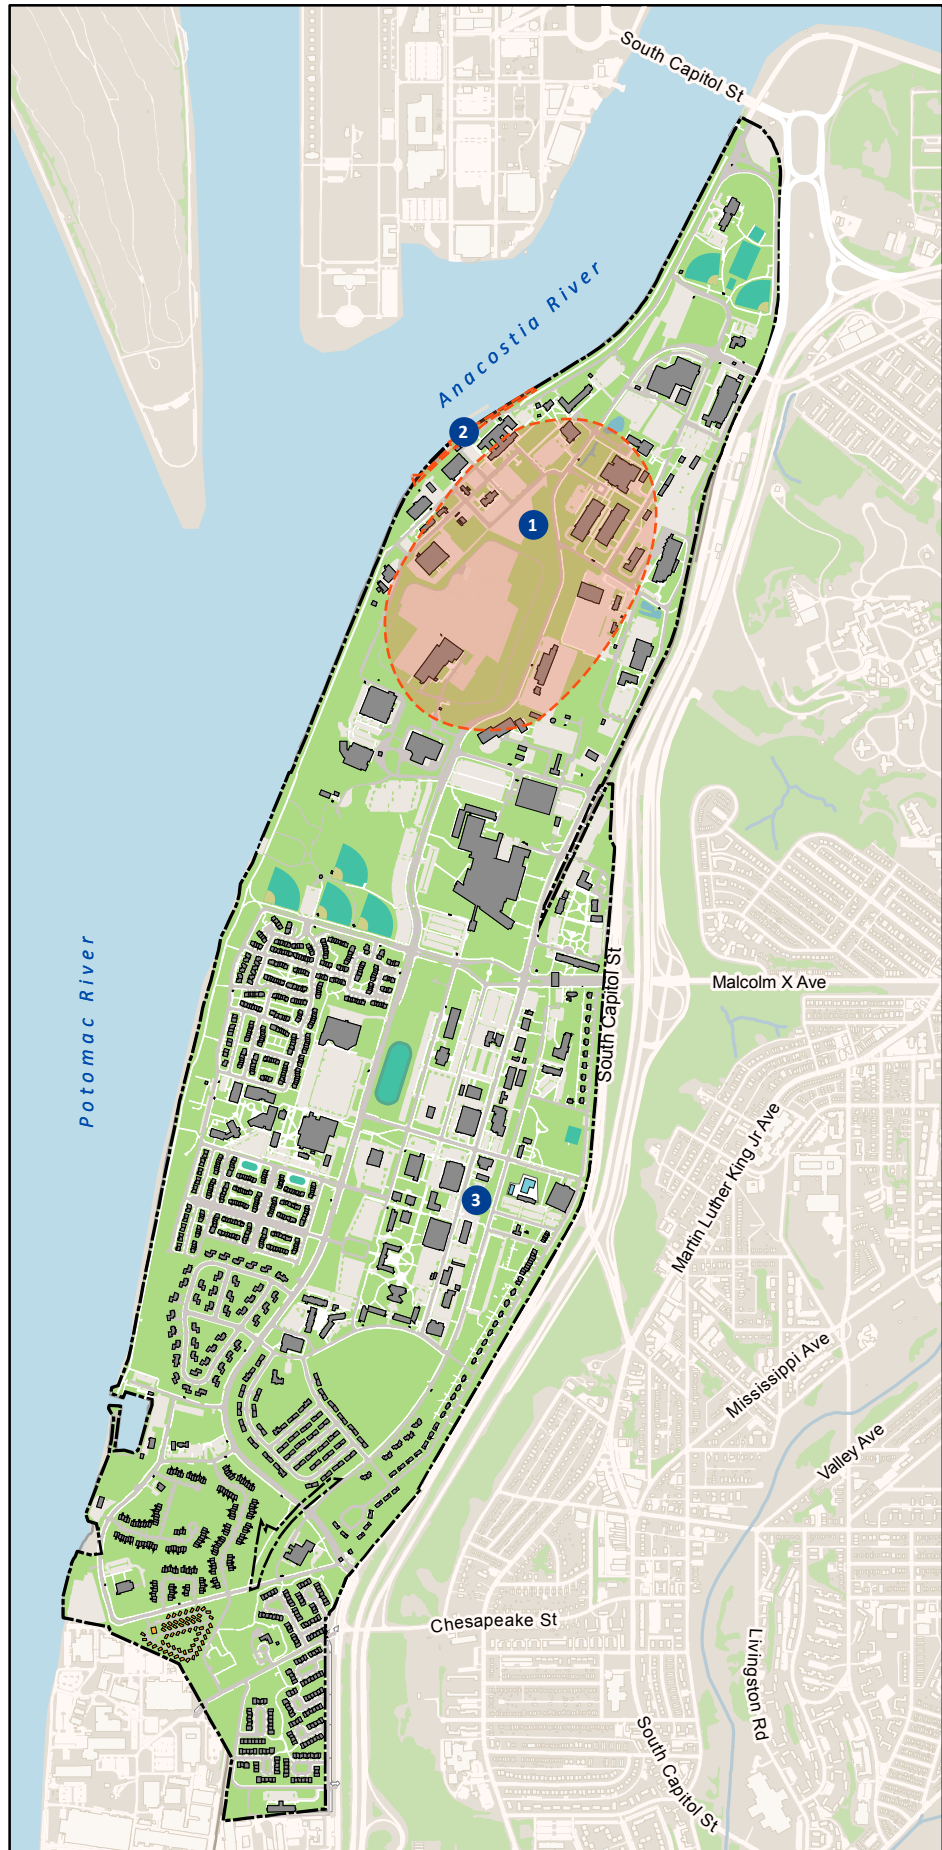 South Capitol St
Anacostia River
2
1
Potomac River
South Capitol St
Malcolm X Ave
Martin Luther King Jr Ave
3
Mississippi Ave
Valley Ave
Chesapeake St
Livingston Rd
South Capitol St